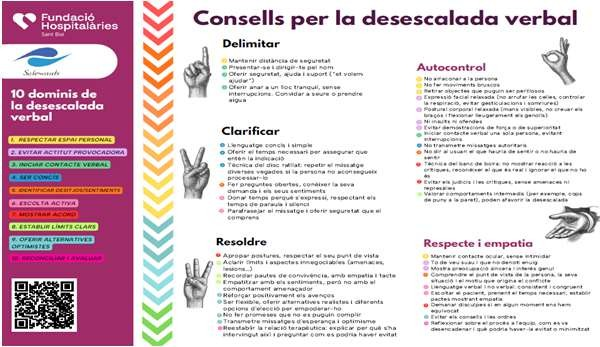 Fundació
Hospitalàries
Sant Boi
Safewards
10 dominis de
la desescalada
verbal
1. RESPECTAR ESPAI PERSONAL
2. EVITAR ACTITUT PROVOCADORA
3. INICIAR CONTACTE VERBAL
4. SER CONCÍS
5. IDENTIFICAR DESITJOS/SENTIMENTS
6. ESCOLTA ACTIVA
7. MOSTRAR ACORD
8. ESTABLIR LÍMITS CLARS
9. OFERIR ALTERNATIVES
OPTIMISTES
10. RECONCILIAR I AVALUAR
Consells per la desescalada verbal
Delimitar
Mantenir distància de seguretat
Presentar-se i dirigir-te pel nom
Oferir seguretat, ajuda i suport ("et volem
ajudar")
Oferir anar a un lloc tranquil, sense
interrupcions. Convidar a seure o prendre
aigua
Clarificar
Llenguatge concís i simple
Oferir el temps necessari per assegurar que
entén la indicació
Tècnica del disc rallat: repetir el missatge
diverses vegades si la persona no aconsegueix
processar-lo
Fer preguntes obertes, conèixer la seva
demanda i els seus sentiments
Donar temps perquè s'expressi, respectant els
temps de paraula i silenci
Parafrasejar el missatge i oferir seguretat que el
comprens
Resoldre
Apropar postures, respectar el seu punt de vista
Aclarir límits i aspectes innegociables (amenaces,
lesions...)
Recordar pautes de convivència, amb empatia i tacte
Empatitzar amb els sentiments, però no amb el
comportament amenaçador
Reforçar positivament els avenços
Ser flexible, oferir alternatives realistes i diferents
opcions d'elecció per empoderar-ho
No fer promeses que no es puguin complir
Transmetre missatges d'esperança i optimisme
Reestablir la relació terapèutica: explicar per què s'ha
intervingut així i preguntar com es podria haver evitat
Autocontrol
No arraconar a la persona
No fer moviments bruscos
Retirar objectes que puguin ser perillosos
Expressió facial relaxada (no arrufar les celles, controlar
la respiració, evitar gesticulacions i somriures)
Postural corporal relaxada (mans visibles, no creuar els
braços i flexionar lleugerament els genolls)
Ni insults ni ofendes
Evitar demostracions de força o de superioritat
Iniciar contacte verbal una sola persona, evitant
interrupcions
No transmetre missatges autoritaris
No dir al usuari el que hauria de sentir o no hauria de
sentir
Tècnica del banc de boira: no mostrar reacció a les
crítiques, reconèixer el que és real i ignorar el que no ho
és
Evitar els judicis i les crítiques, sense amenaces ni
represàlies
Valorar comportaments intermedis (per exemple, cops
de puny a la paret), poden afavorir la desescalada
Respecte i empatia
Mantenir contacte ocular, sense intimidar
To de veu suau i que no denoti enuig
Mostra preocupació sincera i interès genuí
Comprendre el punt de vista de la persona, la seva
situació i el motiu que origina el conflicte
Llenguatge verbal i no verbal: consistent i congruent
Escoltar el pacient, prenent el temps necessari, establir
pactes mostrant empatia
Demanar disculpes si en algun moment ens hem
equivocat
Evitar els consells i les ordres
Reflexionar sobre el procés a l'equip, com es va
desencadenar i què podria haver-la evitat o minimitzat